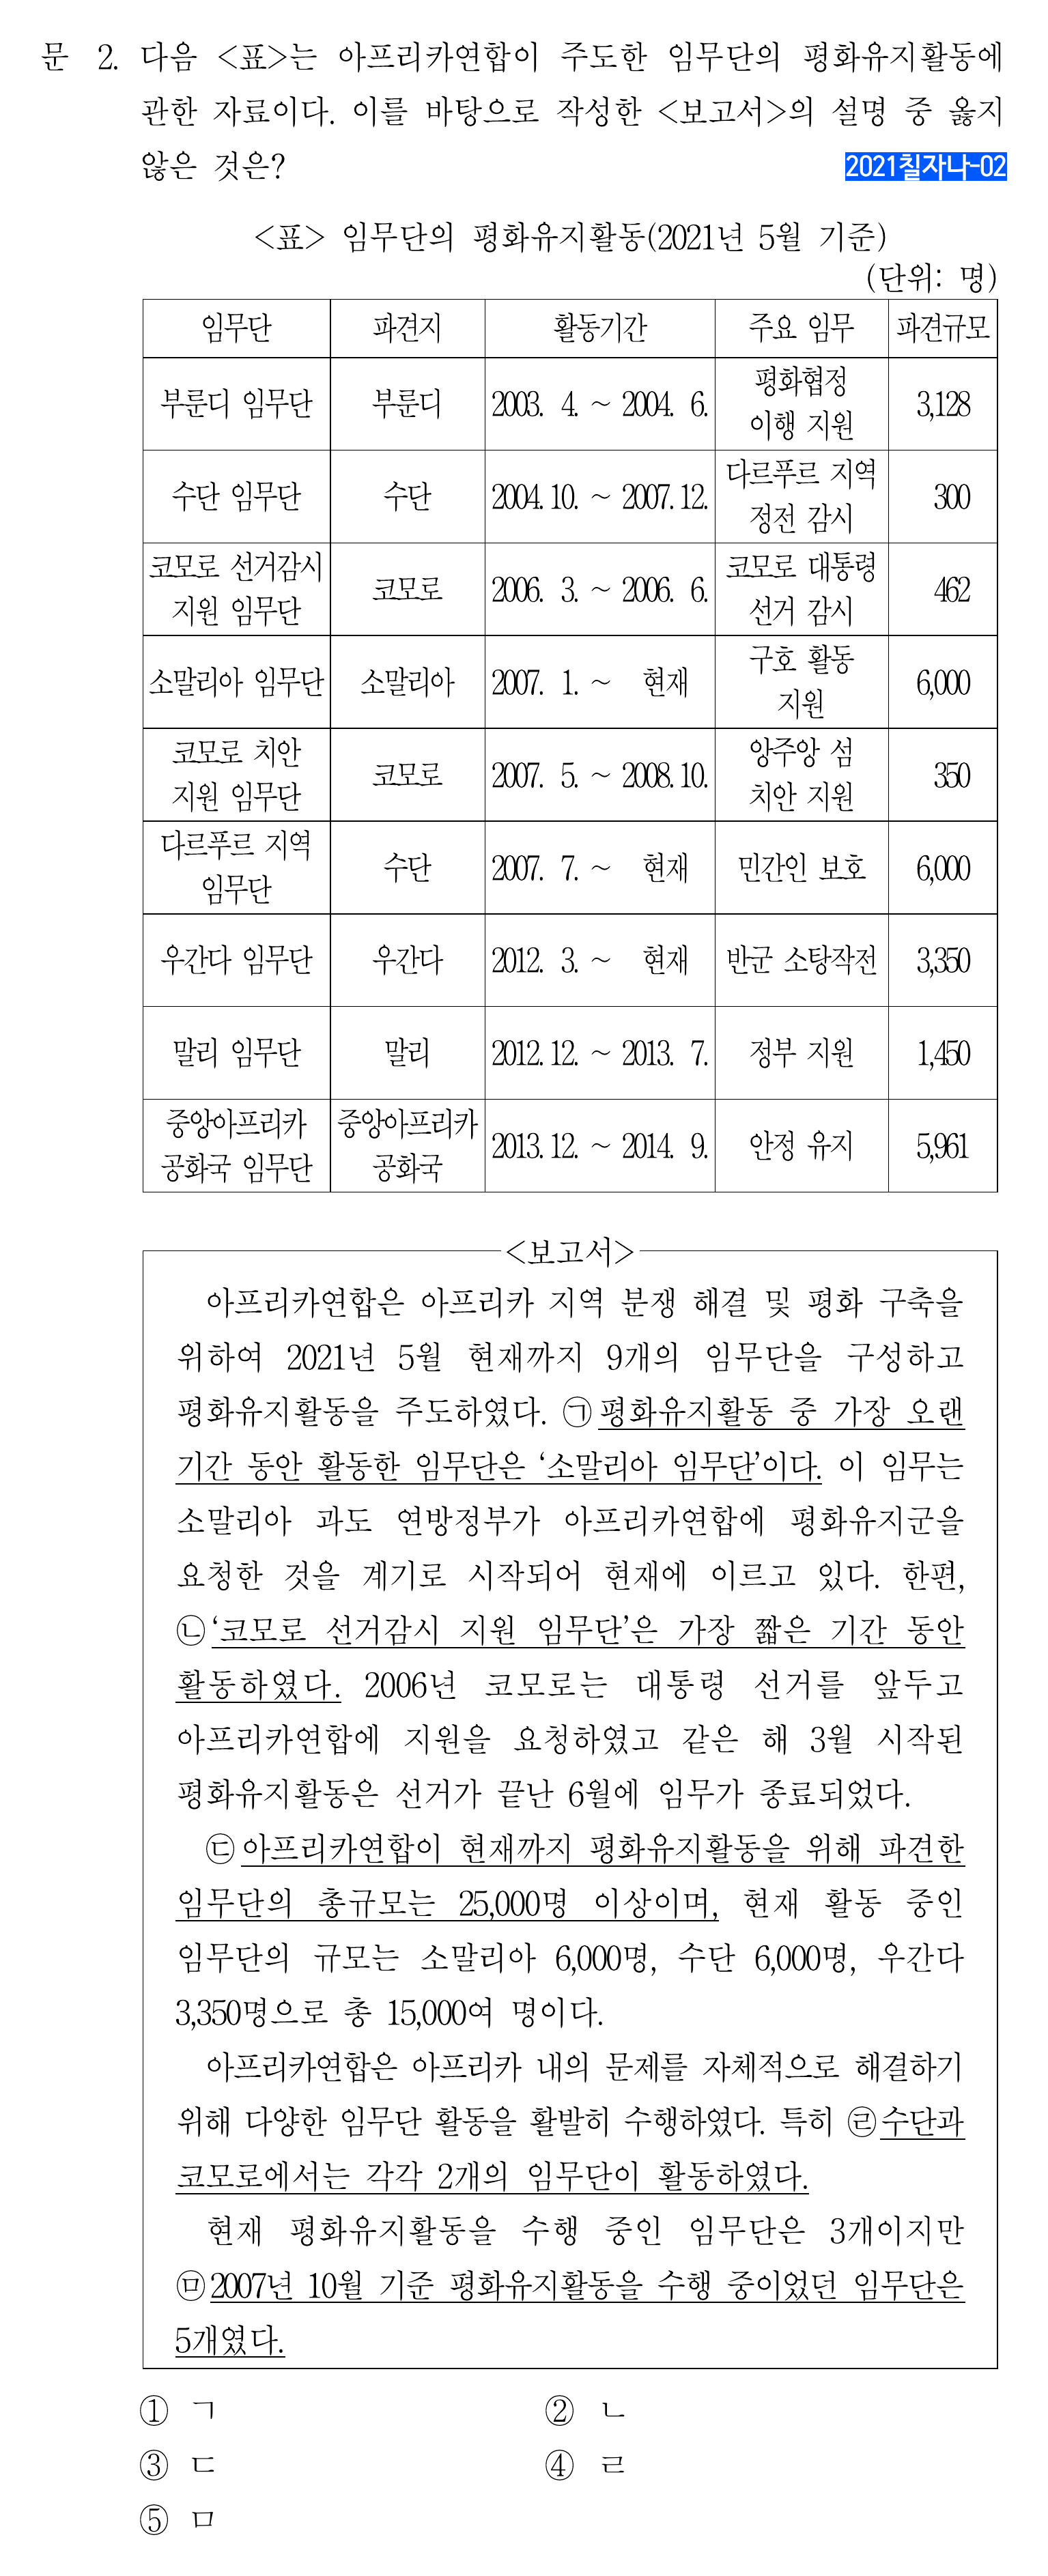 문 2. 다음 <표>는 아프리카연합이 주도한 임무단의 평화유지활동에
관한 자료이다. 이를 바탕으로 작성한 <보고서>의 설명 중 옳지
않은 것은?
2021칠자나-02
<표> 임무단의 평화유지활동(2021년 5월 기준)
(단위: 명)
임무단 파견지 활동기간 주요 임무 파견규모
부룬디 임무단 부룬디 2003. 4. ~ 2004. 6. 평화협정 이행 지원 3,128
수단 임무단 수단 2004. 10. ~ 2007. 12. 다르푸르 지역 정전 감시 300
코모로 선거감시 지원 임무단 코모로 2006. 3. ~ 2006. 6. 코모로 대통령 선거 감시 462
소말리아 임무단 소말리아 2007. 1. ~ 현재 구호 활동 지원 6,000
코모로 치안 지원 임무단 코모로 2007. 5. ~ 2008. 10. 앙주앙 섬 치안 지원 350
다르푸르 지역 임무단 수단 2007. 7. ~ 현재 민간인 보호 6,000
우간다 임무단 우간다 2012. 3. ~ 현재 반군 소탕작전 3,350
말리 임무단 말리 2012. 12. ~ 2013. 7. 정부 지원 1,450
중앙아프리카 공화국 임무단 중앙아프리카 공화국 2013. 12. ~ 2014. 9. 안정 유지 5,961
<보고서>
아프리카연합은 아프리카 지역 분쟁 해결 및 평화 구축을
위하여 2021년 5월 현재까지 9개의 임무단을 구성하고
평화유지활동을 주도하였다. ㉠평화유지활동 중 가장 오랜
기간 동안 활동한 임무단은 ‘소말리아 임무단’이다. 이 임무는
소말리아 과도 연방정부가 아프리카연합에 평화유지군을
요청한 것을 계기로 시작되어 현재에 이르고 있다. 한편,
㉡‘코모로 선거감시 지원 임무단’은 가장 짧은 기간 동안
활동하였다. 2006년 코모로는 대통령 선거를 앞두고
아프리카연합에 지원을 요청하였고 같은 해 3월 시작된
평화유지활동은 선거가 끝난 6월에 임무가 종료되었다.
㉢아프리카연합이 현재까지 평화유지활동을 위해 파견한
임무단의 총규모는 25,000명 이상이며, 현재 활동 중인
임무단의 규모는 소말리아 6,000명, 수단 6,000명, 우간다
3,350명으로 총 15,000여 명이다.
아프리카연합은 아프리카 내의 문제를 자체적으로 해결하기
위해 다양한 임무단 활동을 활발히 수행하였다. 특히 ㉣수단과
코모로에서는 각각 2개의 임무단이 활동하였다.
현재 평화유지활동을 수행 중인 임무단은 3개이지만
㉤2007년 10월 기준 평화유지활동을 수행 중이었던 임무단은
5개였다.
① ㄱ ② ㄴ
③ ㄷ ④ ㄹ
⑤ ㅁ